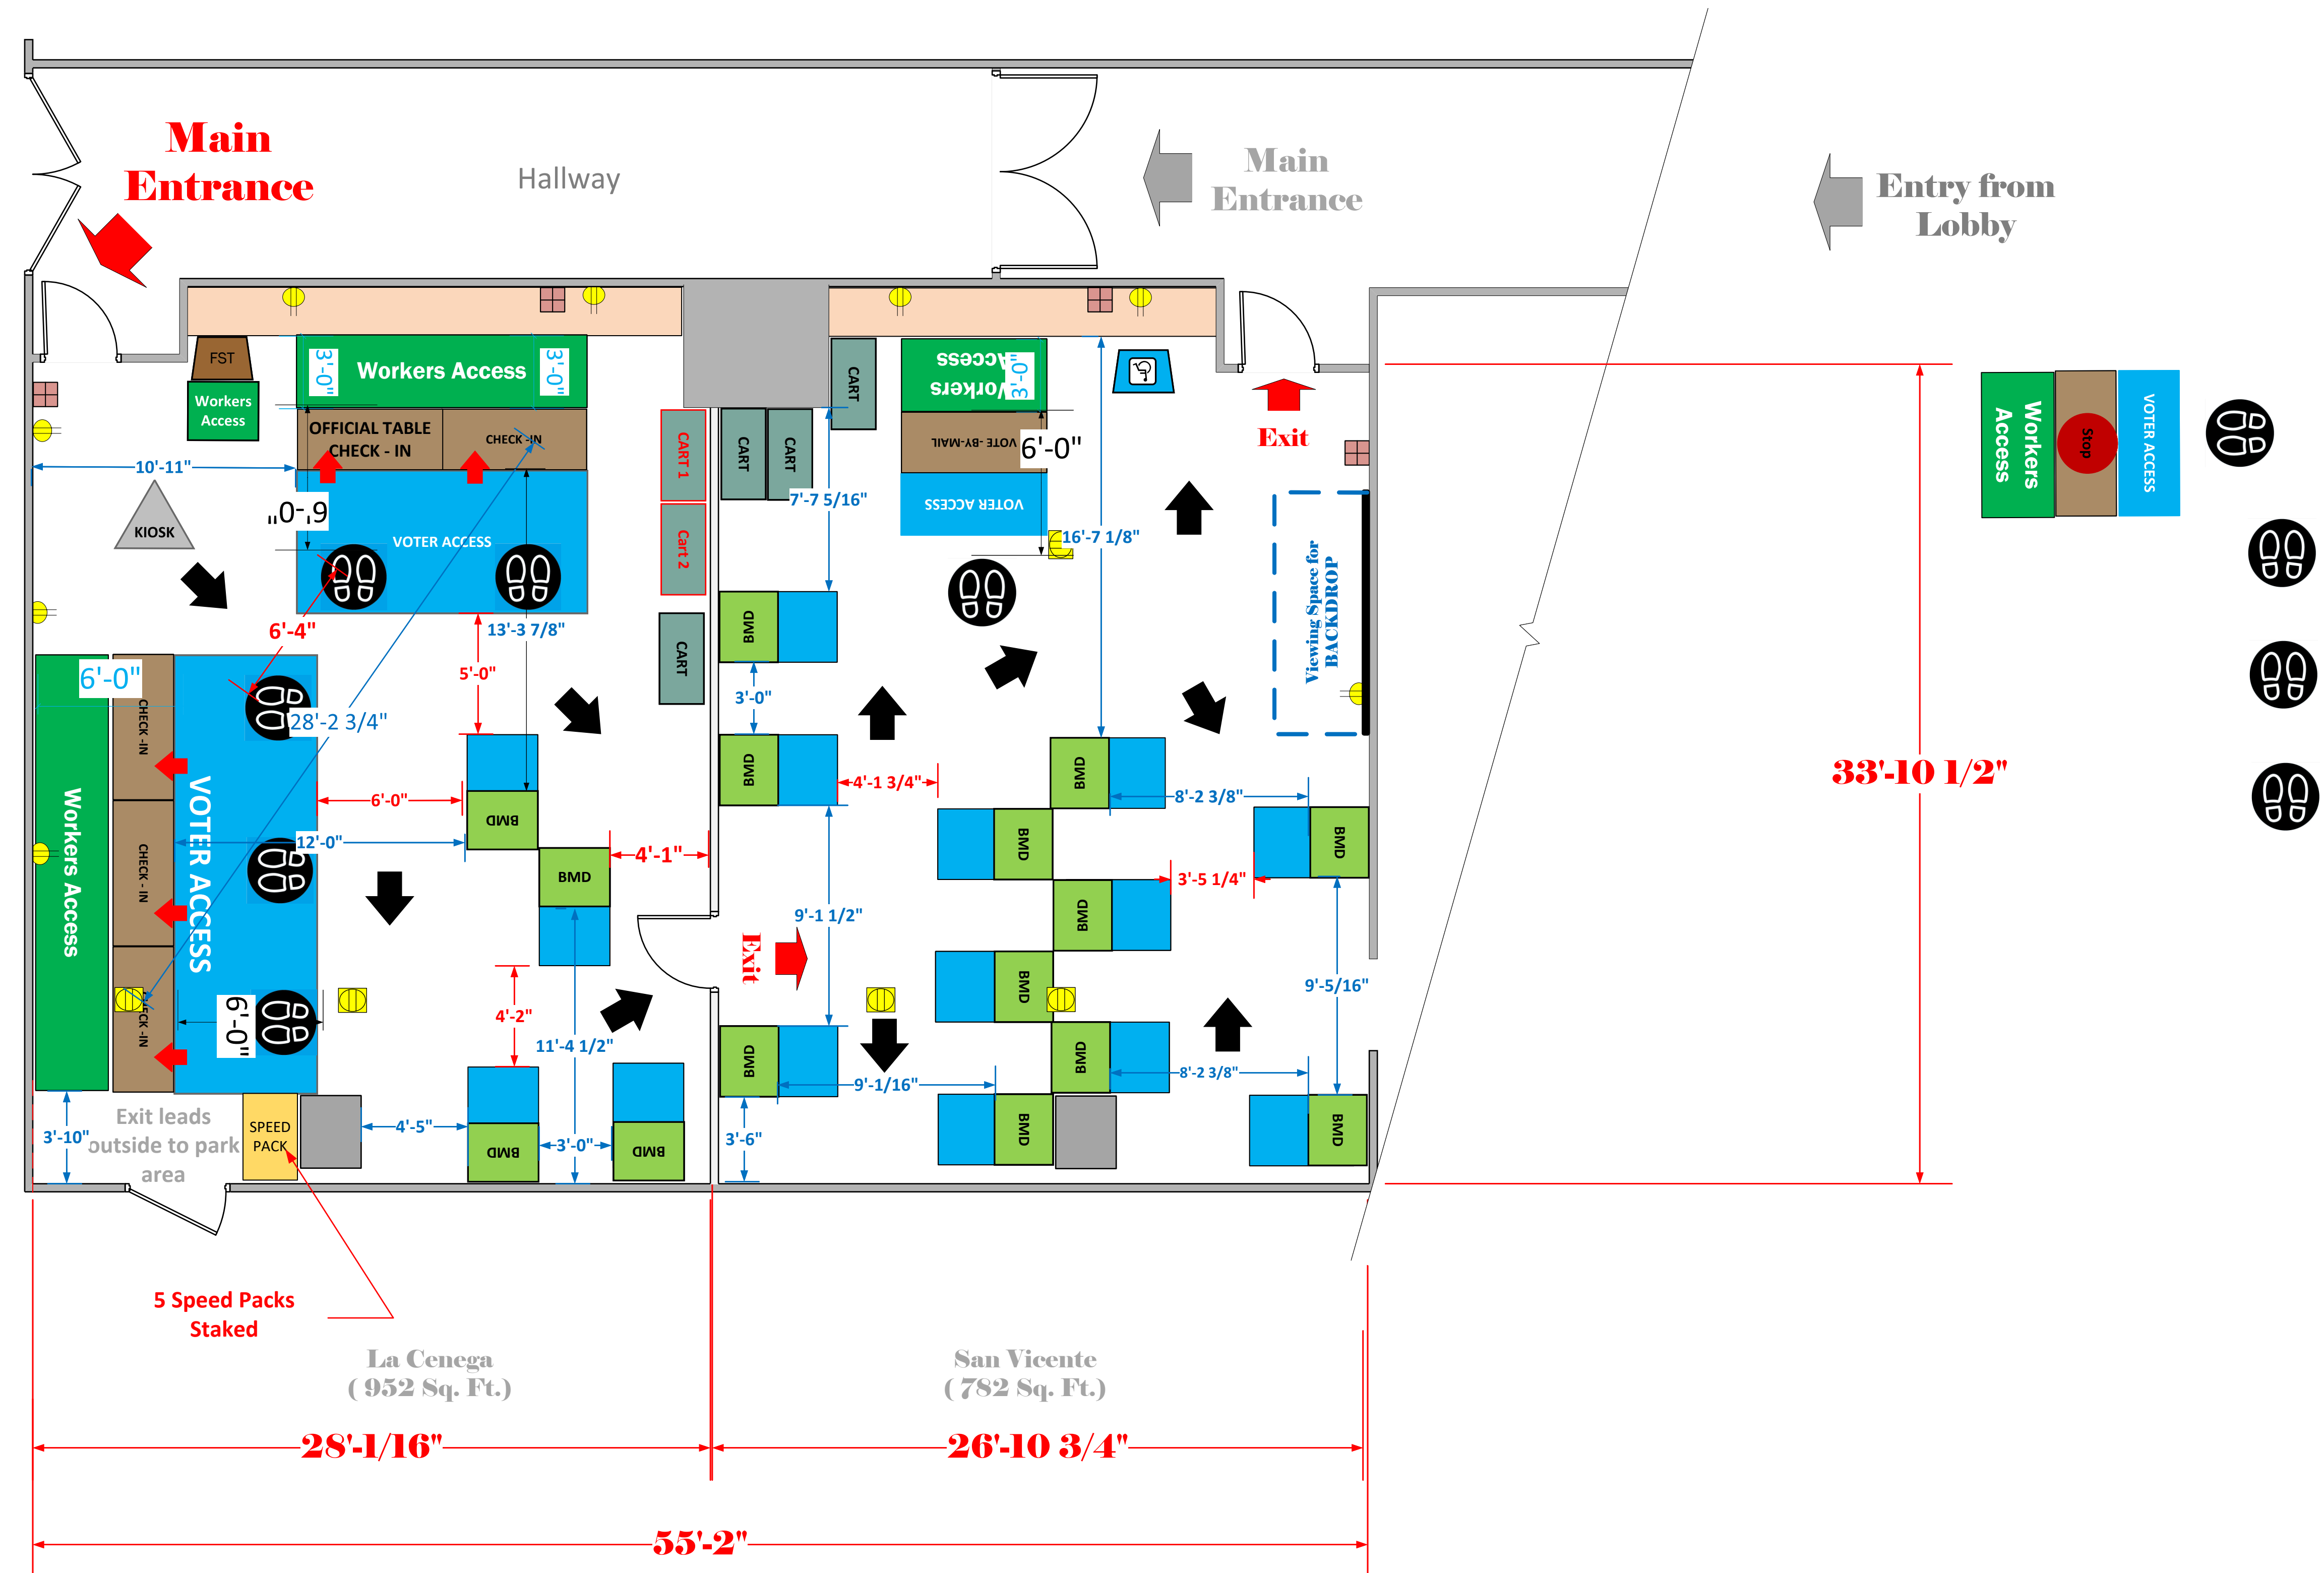 Main
Entrance
Hallway
Main
Entrance
Entry from
Lobby
FST
Workers
Access
3'-0"
Workers Access
3'-0"
OFFICIAL TABLE
CHECK - IN
CHECK -IN
10'-11"
KIOSK
6'-0"
VOTER ACCESS
6'-4"
13'-3 7/8"
5'-0"
CART 1
Cart 2
CART
CART
CART
CART
7'-7 5/16"
Workers
Access
3'-0"
VOTE-BY-MAIL
6'-0"
VOTER ACCESS
16'-7 1/8"
Exit
Viewing Space for
BACKDROP
Workers
Access
Stop
VOTER ACCESS
6'-0"
CHECK -IN
28'-2 3/4"
Workers Access
CHECK - IN
VOTER ACCESS
6'-0"
12'-0"
BMD
BMD
4'-1"
4'-2"
11'-4 1/2"
6'-0"
BMD
3'-0"
BMD
4'-1 3/4"
9'-1 1/2"
Exit
BMD
9'-1/16"
3'-6"
BMD
8'-2 3/8"
BMD
BMD
BMD
3'-5 1/4"
BMD
9'-5/16"
BMD
8'-2 3/8"
BMD
BMD
33'-10 1/2"
3'-10"
Exit leads
outside to park
area
SPEED
PACK
4'-5"
BMD
3'-0"
BMD
5 Speed Packs
Staked
La Cenega
( 952 Sq. Ft.)
San Vicente
( 782 Sq. Ft.)
28'-1/16"
26'-10 3/4"
55'-2"